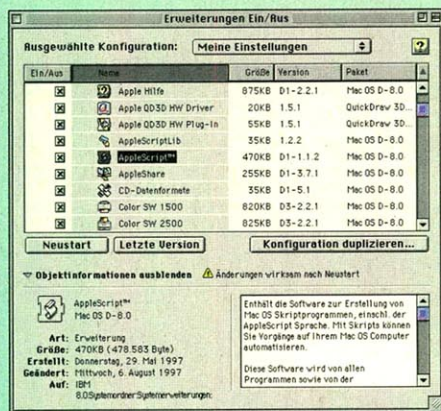 Erweiterungen Ein/Aus
Ausgewählte Konfiguration: Meine Einstellungen
Ein/Aus Name Größe Version Paket
Apple Hilfe 875KB D1-2.2.1 Mac OS D-8.0
Apple QD3D HW Driver 20KB 1.5.1 QuickDraw 3D...
Apple QD3D HW Plug-In 55KB 1.5.1 QuickDraw 3D...
AppleScriptLib 35KB 1.2.2 Mac OS D-8.0
AppleScript™ 470KB D1-1.1.2 Mac OS D-8.0
AppleShare 255KB D1-3.7.1 Mac OS D-8.0
CD-Datenformate 35KB D1-5.1 Mac OS D-8.0
Color SW 1500 820KB D3-2.2.1 Mac OS D-8.0
Color SW 2500 825KB D3-2.2.1 Mac OS D-8.0
Neustart Letzte Version Konfiguration duplizieren...
Objektinformationen ausblenden Änderungen wirksam nach Neustart
AppleScript™
Mac OS D-8.0
Art: Erweiterung
Größe: 470KB (478.583 Byte)
Erstellt: Donnerstag, 29. Mai 1997
Geändert: Mittwoch, 6. August 1997
Auf: IBM
8.0:Systemordner:Systemerweiterungen:
Enthält die Software zur Erstellung von
Mac OS Skriptprogrammen, einschl. der
AppleScript Sprache. Mit Skripts können
Sie Vorgänge auf Ihrem Mac OS Computer
automatisieren.
Diese Software wird von allen
Programmen sowie von der